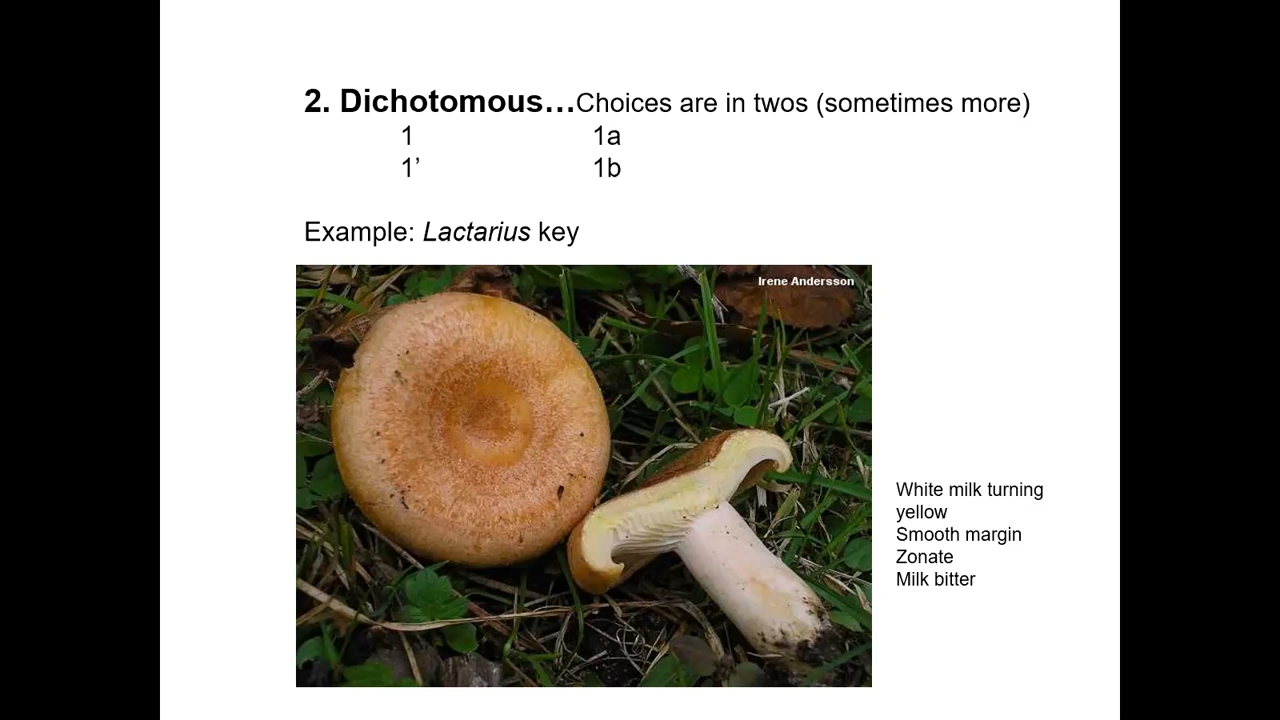 2. Dichotomous…Choices are in twos (sometimes more)
1 1a
1’ 1b
Example: Lactarius key
Irene Andersson
White milk turning
yellow
Smooth margin
Zonate
Milk bitter